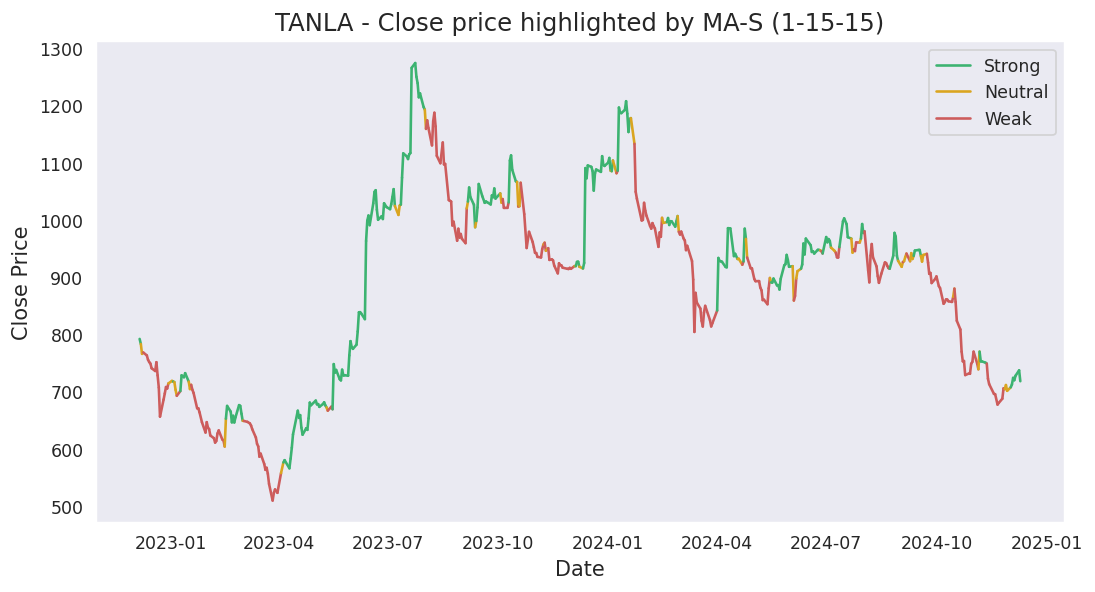 TANLA - Close price highlighted by MA-S (1-15-15)
Strong
Neutral
Weak
Close Price
1300
1200
1100
1000
900
800
700
600
500
2023-01 2023-04 2023-07 2023-10 2024-01 2024-04 2024-07 2024-10 2025-01
Date